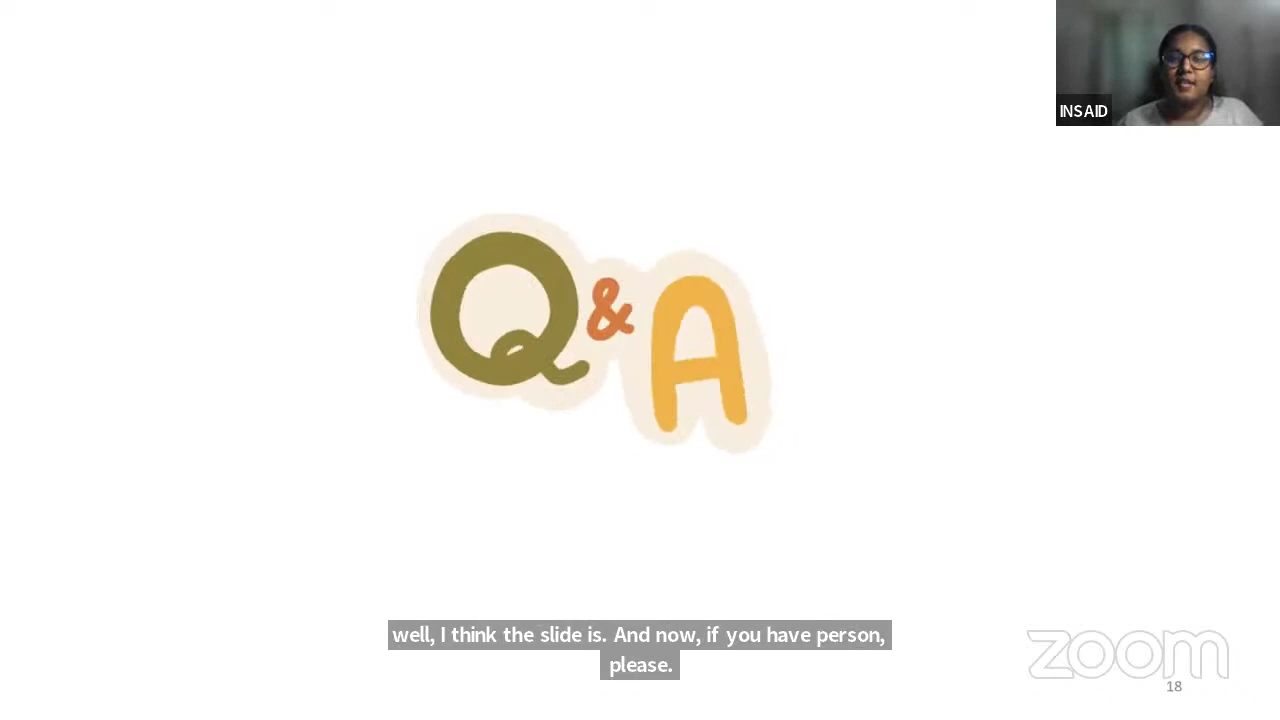 INSAID
Q & A
well, I think the slide is. And now, if you have person,
please.
zoom
18